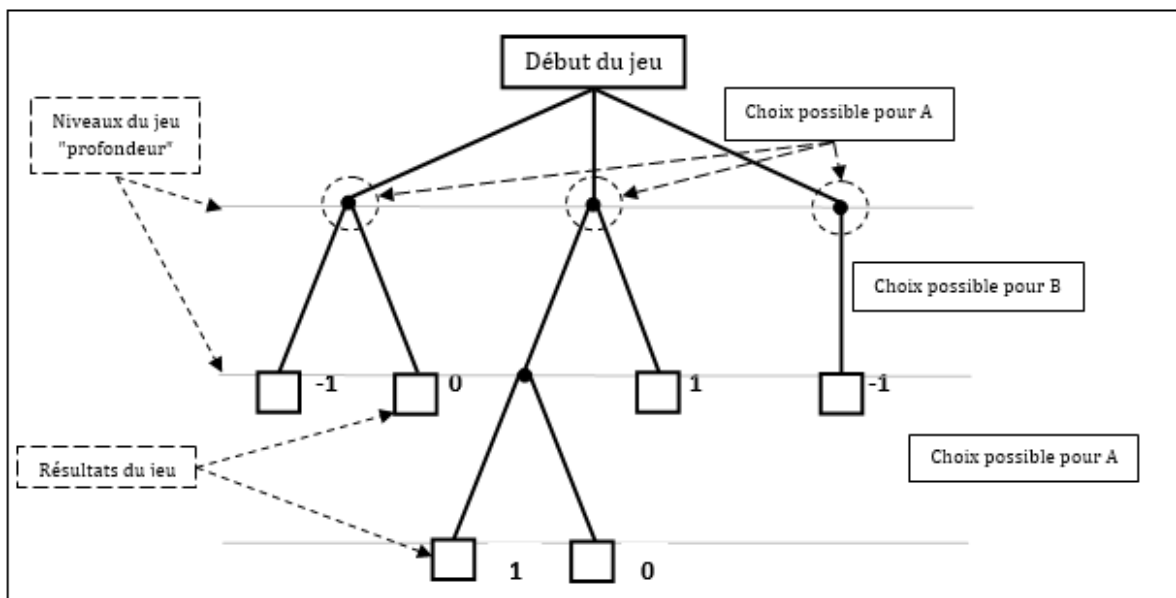 Début du jeu
Choix possible pour A
Niveaux du jeu
"profondeur"
Choix possible pour B
-1
0
1
-1
Résultats du jeu
Choix possible pour A
1
0